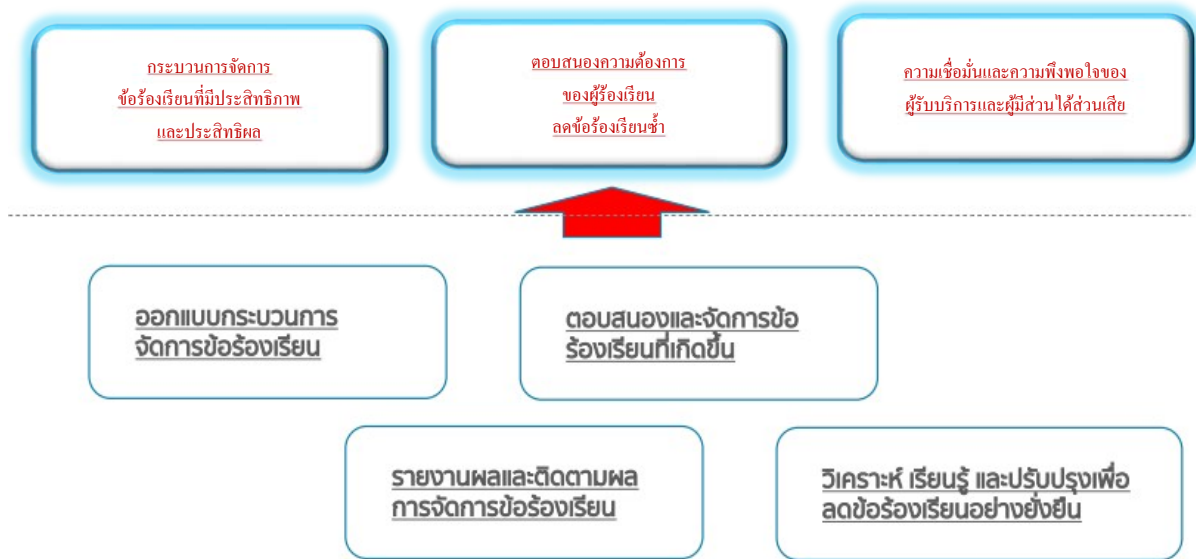 กระบวนการจัดการ
ข้อร้องเรียนที่มีประสิทธิภาพ
และประสิทธิผล
ตอบสนองความต้องการ
ของผู้ร้องเรียน
ลดข้อร้องเรียนซ้ำ
ความเชื่อมั่นและความพึงพอใจของ
ผู้รับบริการและผู้มีส่วนได้ส่วนเสีย
ออกแบบกระบวนการ
จัดการข้อร้องเรียน
ตอบสนองและจัดการข้อ
ร้องเรียนที่เกิดขึ้น
รายงานผลและติดตามผล
การจัดการข้อร้องเรียน
วิเคราะห์ เรียนรู้ และปรับปรุงเพื่อ
ลดข้อร้องเรียนอย่างยั่งยืน